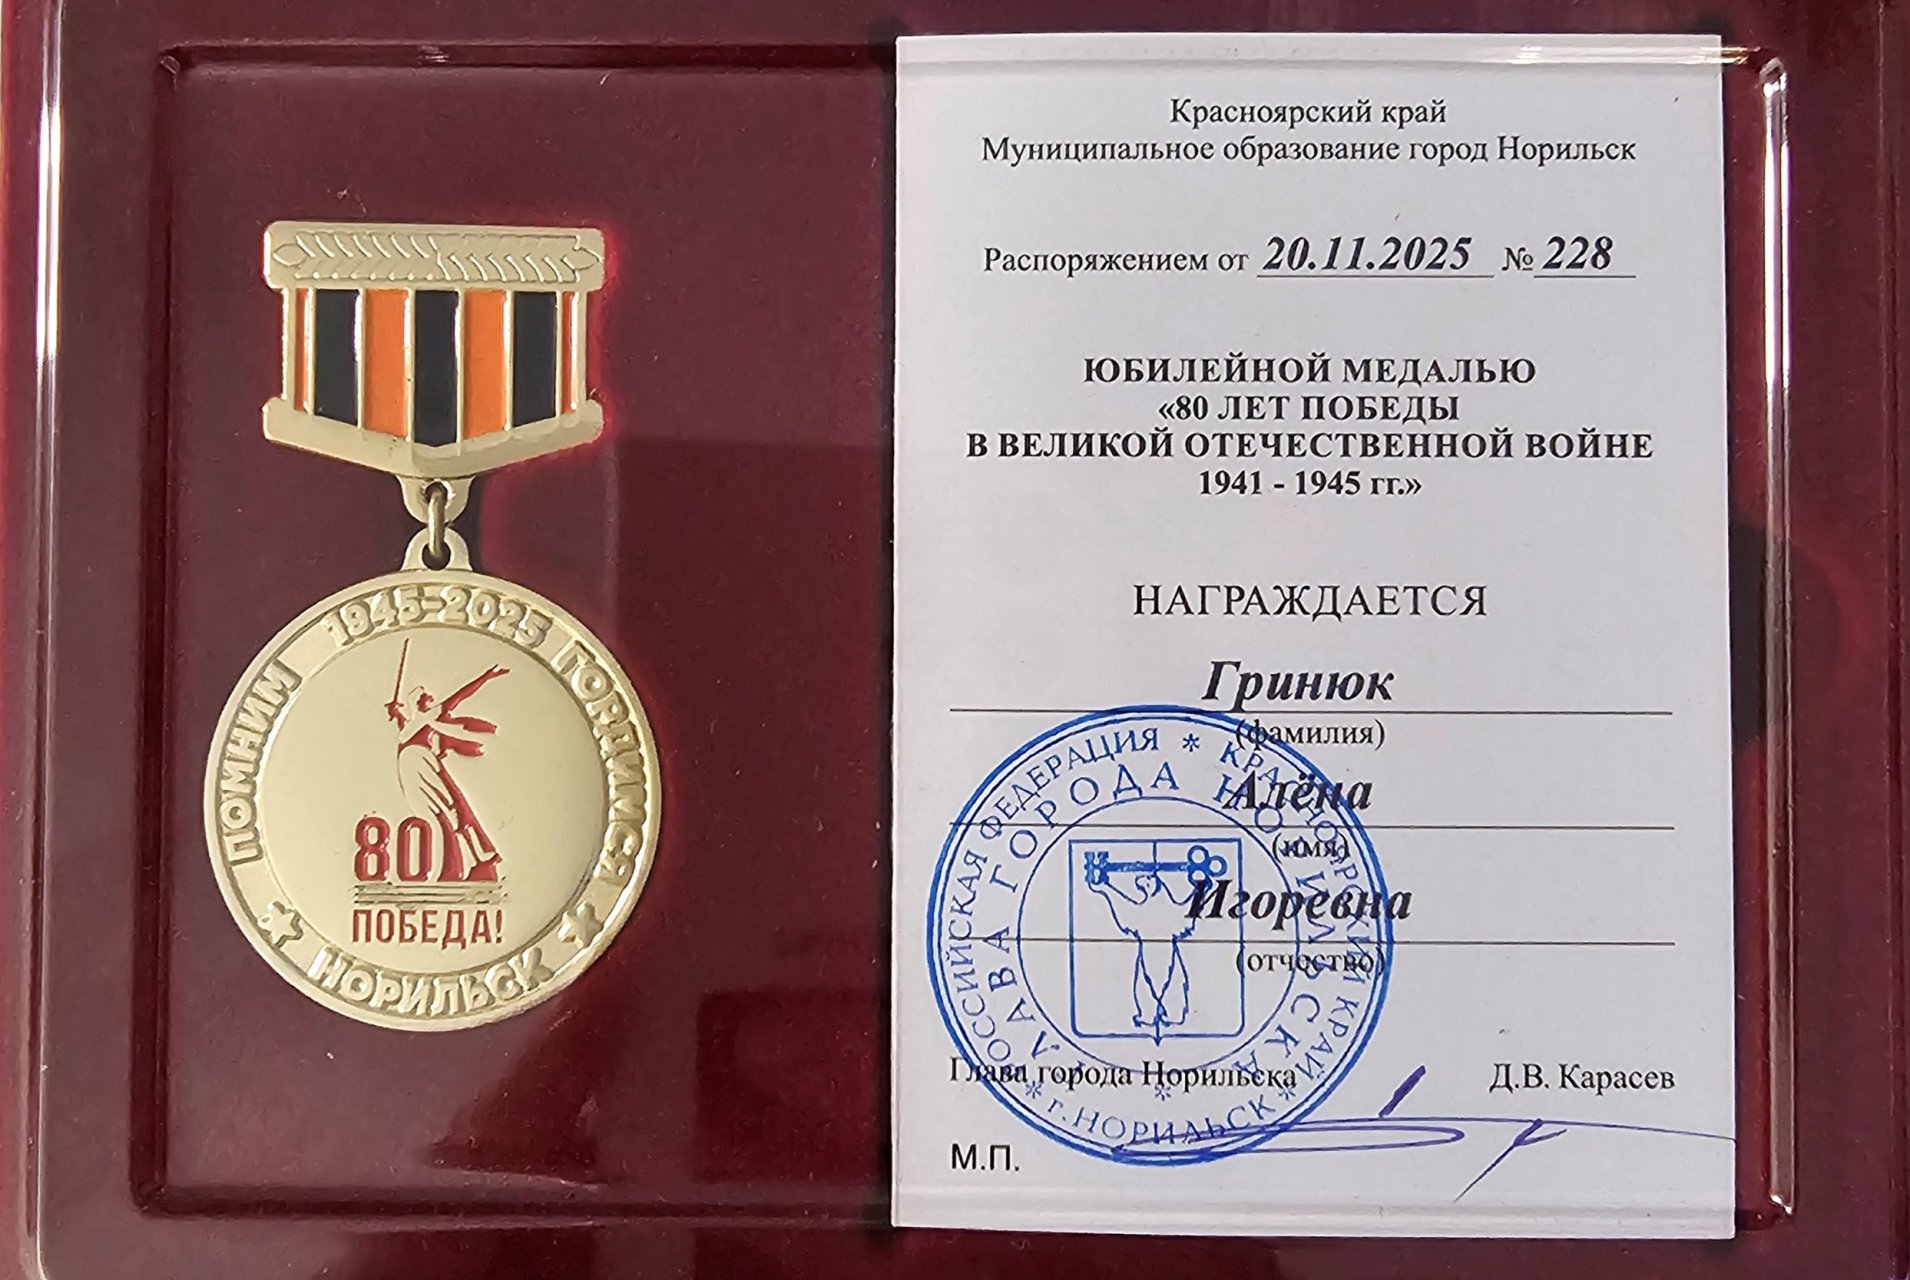 1945-2025
ПОМНИМ
ГОРДИМСЯ
80
ПОБЕДА!
НОРИЛЬСК
Красноярский край
Муниципальное образование город Норильск
Распоряжением от 20.11.2025 № 228
ЮБИЛЕЙНОЙ МЕДАЛЬЮ
«80 ЛЕТ ПОБЕДЫ
В ВЕЛИКОЙ ОТЕЧЕСТВЕННОЙ ВОЙНЕ
1941 - 1945 гг.»
НАГРАЖДАЕТСЯ
Гринюк
(фамилия)
Алёна
(имя)
Игоревна
(отчество)
РОССИЙСКАЯ ФЕДЕРАЦИЯ * КРАСНОЯРСКИЙ КРАЙ * г. НОРИЛЬСК *
ГЛАВА ГОРОДА НОРИЛЬСКА
Глава города Норильска Д.В. Карасев
М.П.